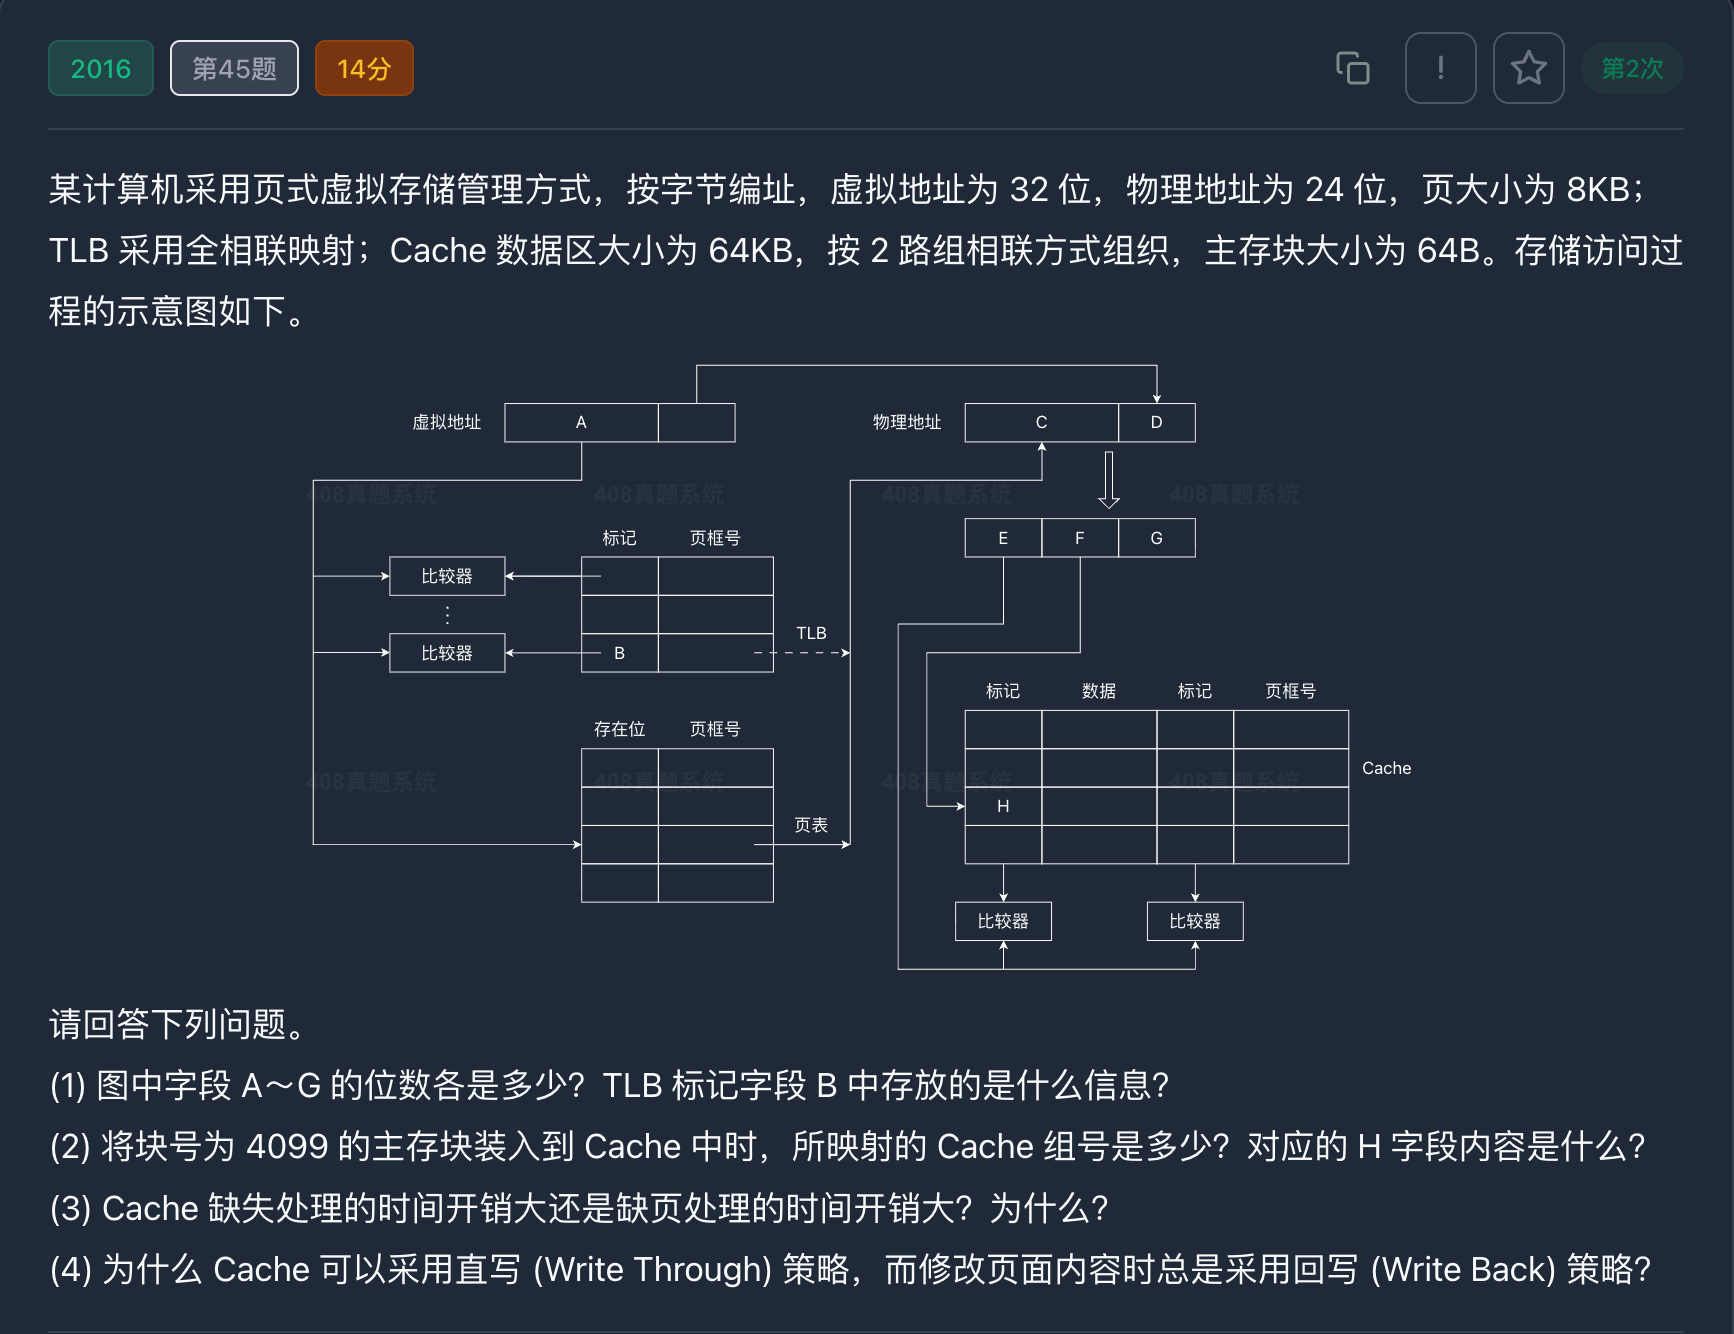 2016 第45题 14分 ! 第2次
某计算机采用页式虚拟存储管理方式，按字节编址，虚拟地址为 32 位，物理地址为 24 位，页大小为 8KB；
TLB 采用全相联映射；Cache 数据区大小为 64KB，按 2 路组相联方式组织，主存块大小为 64B。存储访问过
程的示意图如下。
虚拟地址 A 物理地址 C D
408真题系统 408真题系统 408真题系统 408真题系统
标记 页框号 E F G
比较器
⋮
TLB
比较器 B
标记 数据 标记 页框号
存在位 页框号
Cache
408真题系统 408真题系统 408真题系统 408真题系统
H
页表
比较器 比较器
请回答下列问题。
(1) 图中字段 A～G 的位数各是多少？TLB 标记字段 B 中存放的是什么信息？
(2) 将块号为 4099 的主存块装入到 Cache 中时，所映射的 Cache 组号是多少？对应的 H 字段内容是什么？
(3) Cache 缺失处理的时间开销大还是缺页处理的时间开销大？为什么？
(4) 为什么 Cache 可以采用直写 (Write Through) 策略，而修改页面内容时总是采用回写 (Write Back) 策略？